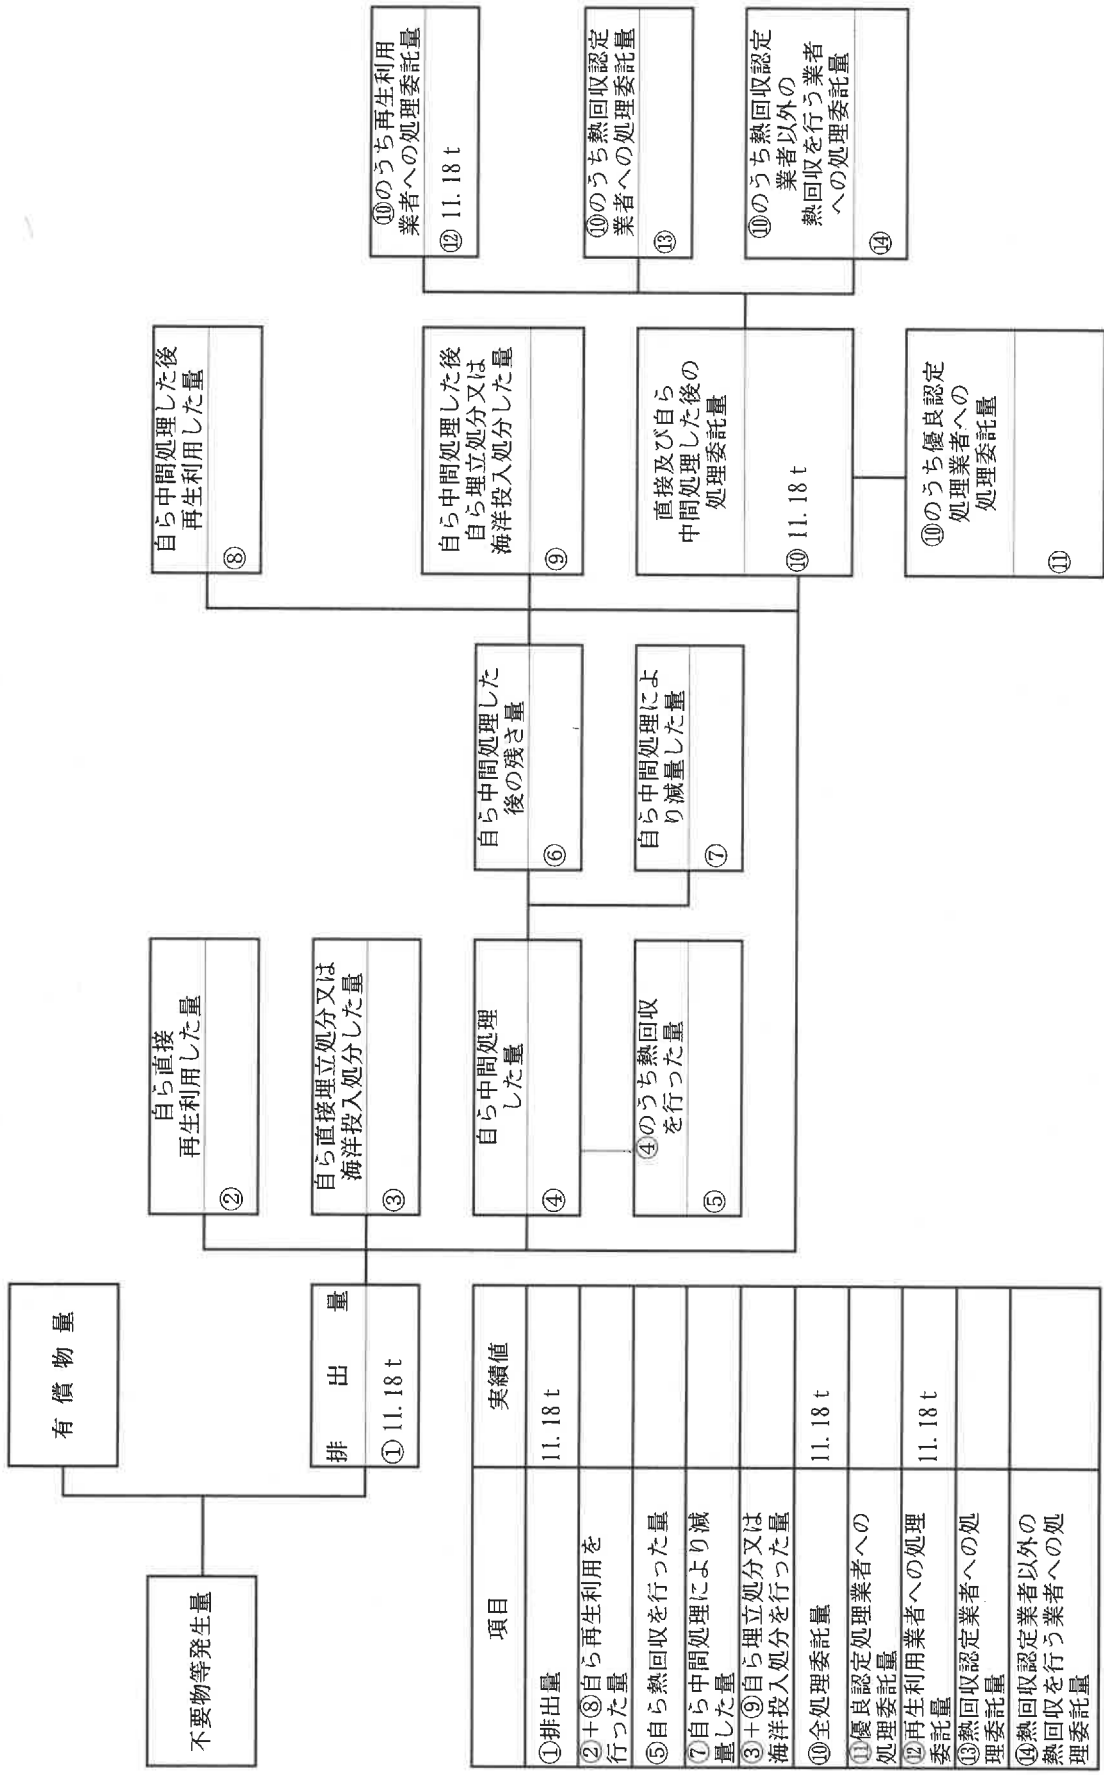 不要物等発生量
有償物量
排出量
① 11.18 t
自ら直接
再生利用した量
②
自ら直接埋立処分又は
海洋投入処分した量
③
自ら中間処理
した量
④
④のうち熱回収
を行った量
⑤
自ら中間処理した
後の残さ量
⑥
自ら中間処理によ
り減量した量
⑦
自ら中間処理した後
再生利用した量
⑧
自ら中間処理した後
自ら埋立処分又は
海洋投入処分した量
⑨
直接及び自ら
中間処理した後の
処理委託量
⑩ 11.18 t
⑩のうち優良認定
処理業者への
処理委託量
⑪
⑩のうち再生利用
業者への処理委託量
⑫ 11.18 t
⑩のうち熱回収認定
業者への処理委託量
⑬
⑩のうち熱回収認定
業者以外の
熱回収を行う業者
への処理委託量
⑭
項目 実績値
①排出量 11.18 t
②+⑧自ら再生利用を
行った量
⑤自ら熱回収を行った量
⑦自ら中間処理により減
量した量
③+⑨自ら埋立処分又は
海洋投入処分を行った量
⑩全処理委託量 11.18 t
⑪優良認定処理業者への
処理委託量
⑫再生利用業者への処理
委託量 11.18 t
⑬熱回収認定業者への処
理委託量
⑭熱回収認定業者以外の
熱回収を行う業者への処
理委託量